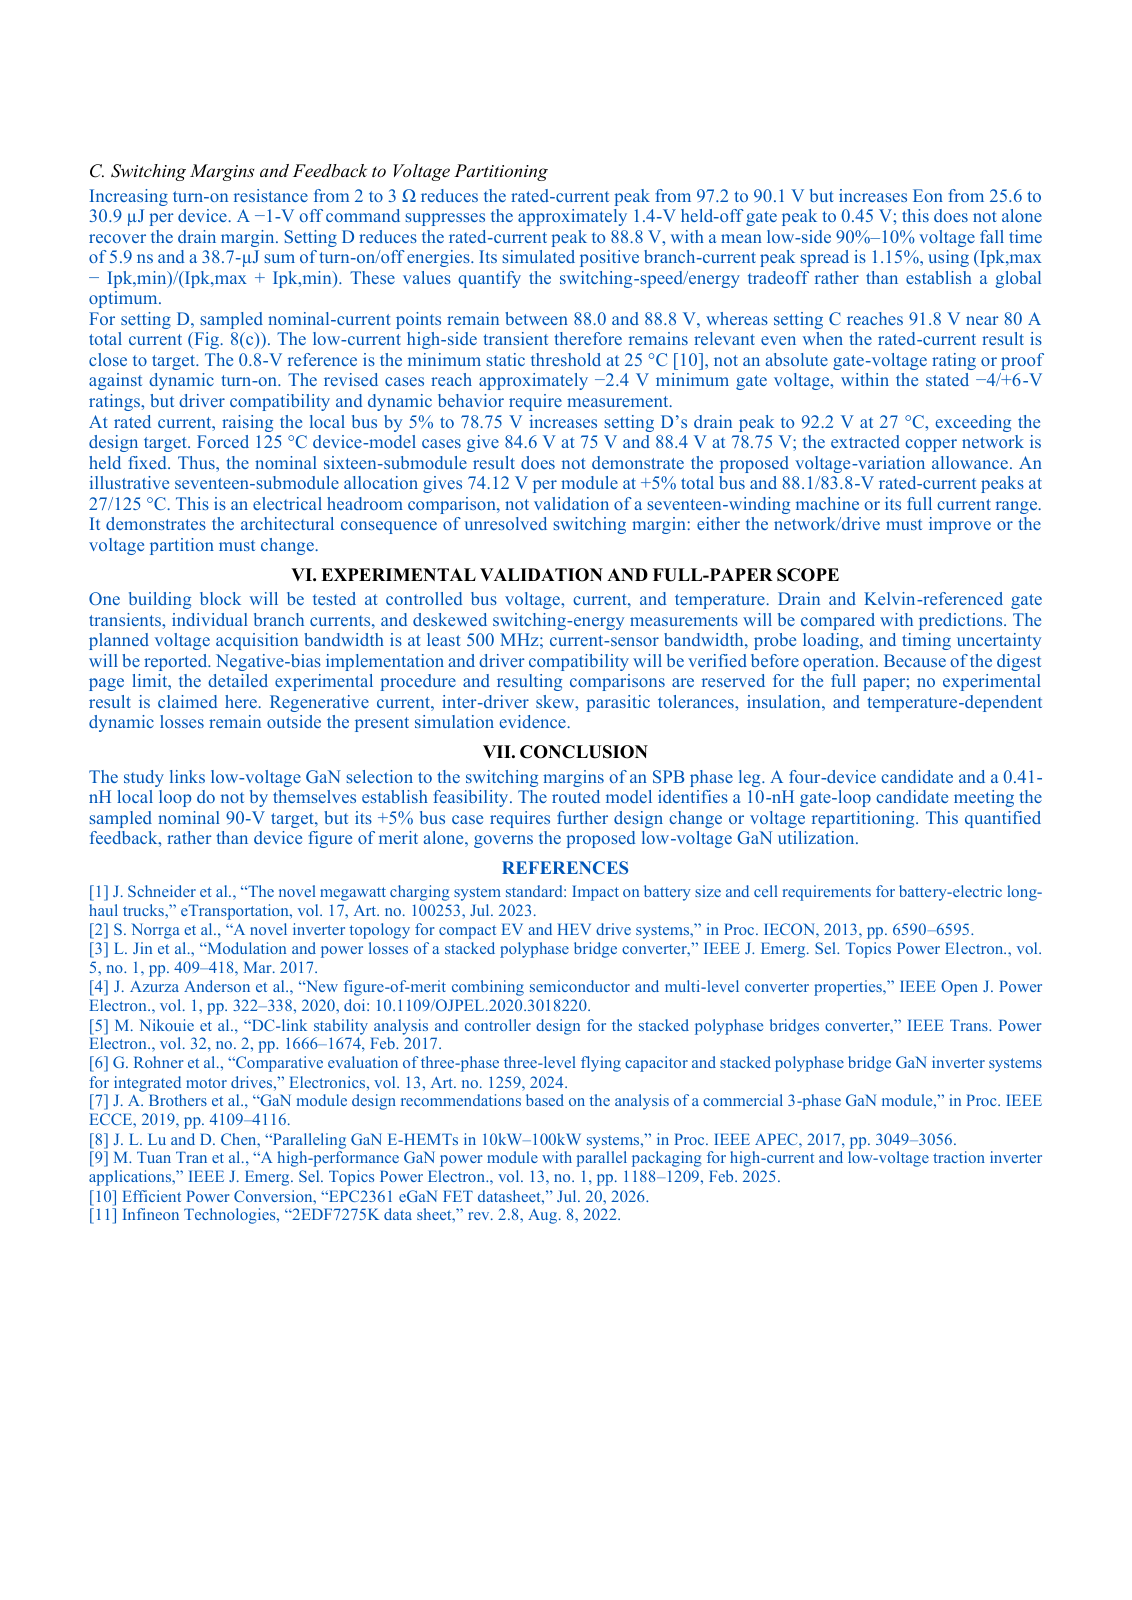 C. Switching Margins and Feedback to Voltage Partitioning
Increasing turn-on resistance from 2 to 3 Ω reduces the rated-current peak from 97.2 to 90.1 V but increases Eon from 25.6 to
30.9 μJ per device. A −1-V off command suppresses the approximately 1.4-V held-off gate peak to 0.45 V; this does not alone
recover the drain margin. Setting D reduces the rated-current peak to 88.8 V, with a mean low-side 90%–10% voltage fall time
of 5.9 ns and a 38.7-μJ sum of turn-on/off energies. Its simulated positive branch-current peak spread is 1.15%, using (Ipk,max
− Ipk,min)/(Ipk,max + Ipk,min). These values quantify the switching-speed/energy tradeoff rather than establish a global
optimum.
For setting D, sampled nominal-current points remain between 88.0 and 88.8 V, whereas setting C reaches 91.8 V near 80 A
total current (Fig. 8(c)). The low-current high-side transient therefore remains relevant even when the rated-current result is
close to target. The 0.8-V reference is the minimum static threshold at 25 °C [10], not an absolute gate-voltage rating or proof
against dynamic turn-on. The revised cases reach approximately −2.4 V minimum gate voltage, within the stated −4/+6-V
ratings, but driver compatibility and dynamic behavior require measurement.
At rated current, raising the local bus by 5% to 78.75 V increases setting D’s drain peak to 92.2 V at 27 °C, exceeding the
design target. Forced 125 °C device-model cases give 84.6 V at 75 V and 88.4 V at 78.75 V; the extracted copper network is
held fixed. Thus, the nominal sixteen-submodule result does not demonstrate the proposed voltage-variation allowance. An
illustrative seventeen-submodule allocation gives 74.12 V per module at +5% total bus and 88.1/83.8-V rated-current peaks at
27/125 °C. This is an electrical headroom comparison, not validation of a seventeen-winding machine or its full current range.
It demonstrates the architectural consequence of unresolved switching margin: either the network/drive must improve or the
voltage partition must change.
VI. EXPERIMENTAL VALIDATION AND FULL-PAPER SCOPE
One building block will be tested at controlled bus voltage, current, and temperature. Drain and Kelvin-referenced gate
transients, individual branch currents, and deskewed switching-energy measurements will be compared with predictions. The
planned voltage acquisition bandwidth is at least 500 MHz; current-sensor bandwidth, probe loading, and timing uncertainty
will be reported. Negative-bias implementation and driver compatibility will be verified before operation. Because of the digest
page limit, the detailed experimental procedure and resulting comparisons are reserved for the full paper; no experimental
result is claimed here. Regenerative current, inter-driver skew, parasitic tolerances, insulation, and temperature-dependent
dynamic losses remain outside the present simulation evidence.
VII. CONCLUSION
The study links low-voltage GaN selection to the switching margins of an SPB phase leg. A four-device candidate and a 0.41-
nH local loop do not by themselves establish feasibility. The routed model identifies a 10-nH gate-loop candidate meeting the
sampled nominal 90-V target, but its +5% bus case requires further design change or voltage repartitioning. This quantified
feedback, rather than device figure of merit alone, governs the proposed low-voltage GaN utilization.
REFERENCES
[1] J. Schneider et al., “The novel megawatt charging system standard: Impact on battery size and cell requirements for battery-electric long-
haul trucks,” eTransportation, vol. 17, Art. no. 100253, Jul. 2023.
[2] S. Norrga et al., “A novel inverter topology for compact EV and HEV drive systems,” in Proc. IECON, 2013, pp. 6590–6595.
[3] L. Jin et al., “Modulation and power losses of a stacked polyphase bridge converter,” IEEE J. Emerg. Sel. Topics Power Electron., vol.
5, no. 1, pp. 409–418, Mar. 2017.
[4] J. Azurza Anderson et al., “New figure-of-merit combining semiconductor and multi-level converter properties,” IEEE Open J. Power
Electron., vol. 1, pp. 322–338, 2020, doi: 10.1109/OJPEL.2020.3018220.
[5] M. Nikouie et al., “DC-link stability analysis and controller design for the stacked polyphase bridges converter,” IEEE Trans. Power
Electron., vol. 32, no. 2, pp. 1666–1674, Feb. 2017.
[6] G. Rohner et al., “Comparative evaluation of three-phase three-level flying capacitor and stacked polyphase bridge GaN inverter systems
for integrated motor drives,” Electronics, vol. 13, Art. no. 1259, 2024.
[7] J. A. Brothers et al., “GaN module design recommendations based on the analysis of a commercial 3-phase GaN module,” in Proc. IEEE
ECCE, 2019, pp. 4109–4116.
[8] J. L. Lu and D. Chen, “Paralleling GaN E-HEMTs in 10kW–100kW systems,” in Proc. IEEE APEC, 2017, pp. 3049–3056.
[9] M. Tuan Tran et al., “A high-performance GaN power module with parallel packaging for high-current and low-voltage traction inverter
applications,” IEEE J. Emerg. Sel. Topics Power Electron., vol. 13, no. 1, pp. 1188–1209, Feb. 2025.
[10] Efficient Power Conversion, “EPC2361 eGaN FET datasheet,” Jul. 20, 2026.
[11] Infineon Technologies, “2EDF7275K data sheet,” rev. 2.8, Aug. 8, 2022.